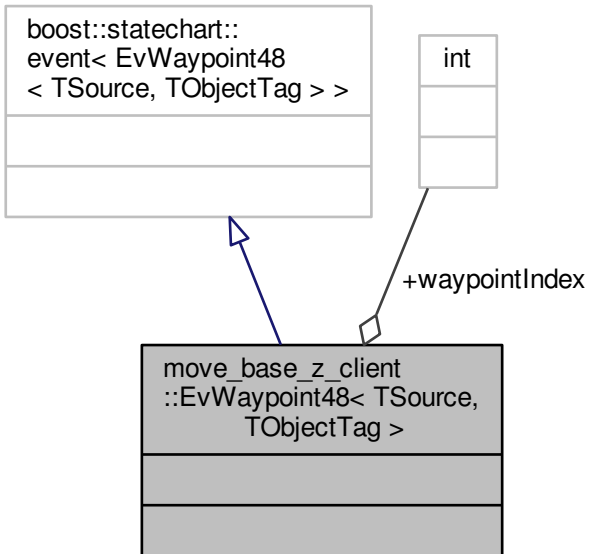 boost::statechart::
event< EvWaypoint48
< TSource, TObjectTag > >
int
+waypointIndex
move_base_z_client
::EvWaypoint48< TSource,
TObjectTag >